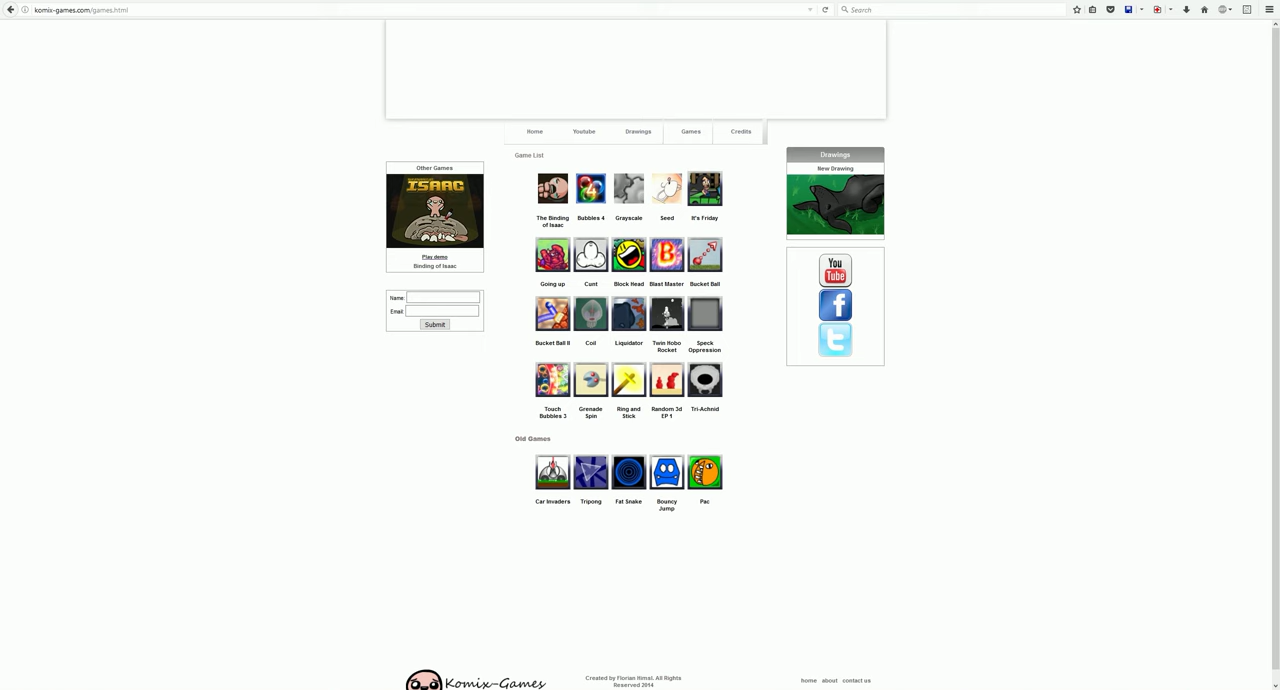 komix-games.com/games.html
Search
Home Youtube Drawings Games Credits
Other Games
ISAAC
Play demo
Binding of Isaac
Name:
Email:
Submit
Game List
The Binding of Isaac
Bubbles 4
Grayscale
Seed
It's Friday
Going up
Cunt
Block Head
Blast Master
Bucket Ball
Bucket Ball II
Coil
Liquidator
Twin Hobo
Rocket
Speck
Oppression
Touch
Bubbles 3
Grenade
Spin
Ring and
Stick
Random 3d
EP 1
Tri-Achnid
Old Games
Car Invaders
Tripong
Fat Snake
Bouncy
Jump
Pac
Drawings
New Drawing
You
Tube
Komix-Games
Created by Florian Himsl. All Rights
Reserved 2014
home about contact us